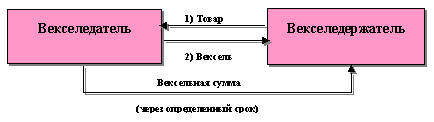 1) Товар
Векселедатель
Векселедержатель
2) Вексель
Вексельная сумма
(через определенный срок)